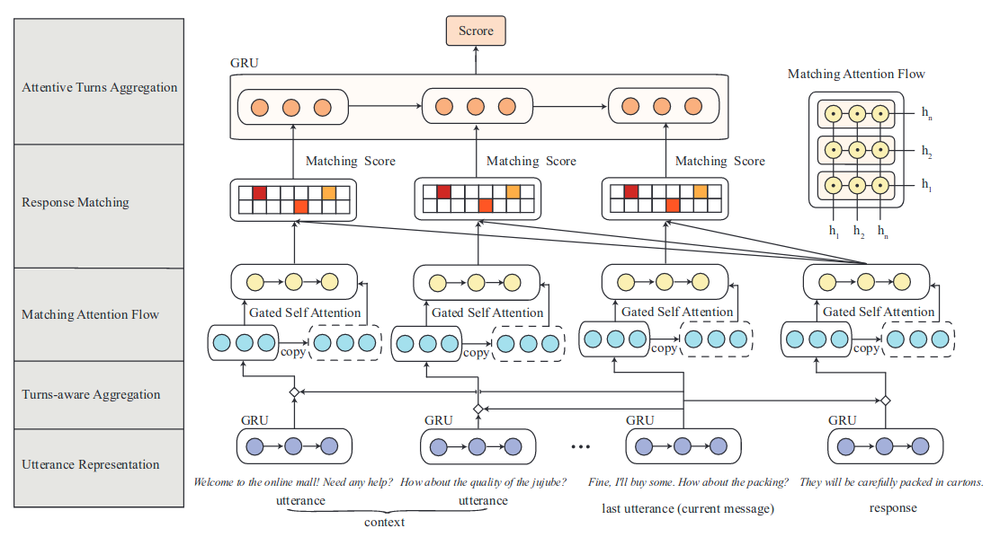 Scrore
GRU
Attentive Turns Aggregation
Matching Attention Flow
h_n
h_2
h_1
h_1 h_2 h_n
Matching Score
Matching Score
Matching Score
Response Matching
Matching Attention Flow
Gated Self Attention
Gated Self Attention
Gated Self Attention
Gated Self Attention
copy
copy
copy
copy
Turns-aware Aggregation
GRU
GRU
GRU
GRU
Utterance Representation
...
Welcome to the online mall! Need any help?
How about the quality of the jujube?
Fine, I'll buy some. How about the packing?
They will be carefully packed in cartons.
utterance
utterance
context
last utterance (current message)
response